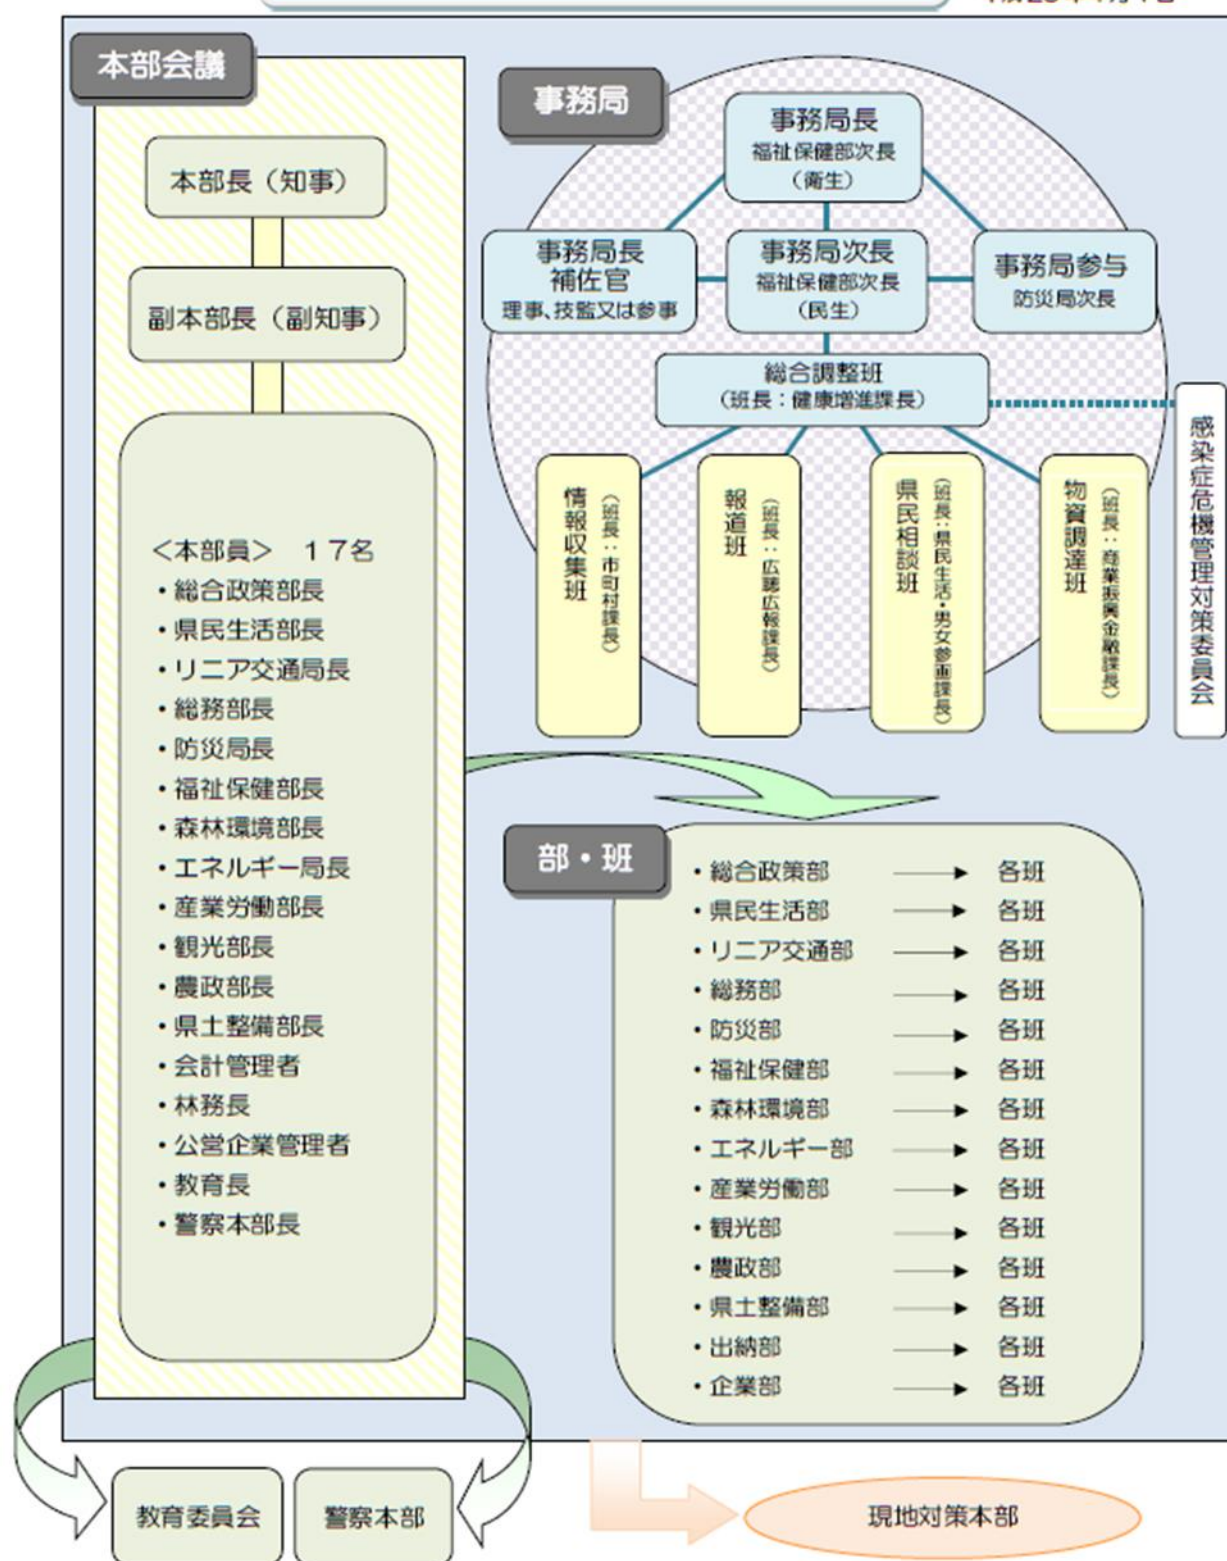 本部会議
本部長（知事）
副本部長（副知事）
＜本部員＞　１７名
・総合政策部長
・県民生活部長
・リニア交通局長
・総務部長
・防災局長
・福祉保健部長
・森林環境部長
・エネルギー局長
・産業労働部長
・観光部長
・農政部長
・県土整備部長
・会計管理者
・林務長
・公営企業管理者
・教育長
・警察本部長
事務局
事務局長
福祉保健部次長
（衛生）
事務局長
補佐官
理事、技監又は参事
事務局次長
福祉保健部次長
（民生）
事務局参与
防災局次長
総合調整班
（班長：健康増進課長）
情報収集班
（班長：市町村課長）
報道班
（班長：広聴広報課長）
県民相談班
（班長：県民生活・男女参画課長）
物資調達班
（班長：商業振興金融課長）
感染症危機管理対策委員会
部・班
・総合政策部 → 各班
・県民生活部 → 各班
・リニア交通部 → 各班
・総務部 → 各班
・防災部 → 各班
・福祉保健部 → 各班
・森林環境部 → 各班
・エネルギー部 → 各班
・産業労働部 → 各班
・観光部 → 各班
・農政部 → 各班
・県土整備部 → 各班
・出納部 → 各班
・企業部 → 各班
教育委員会
警察本部
現地対策本部